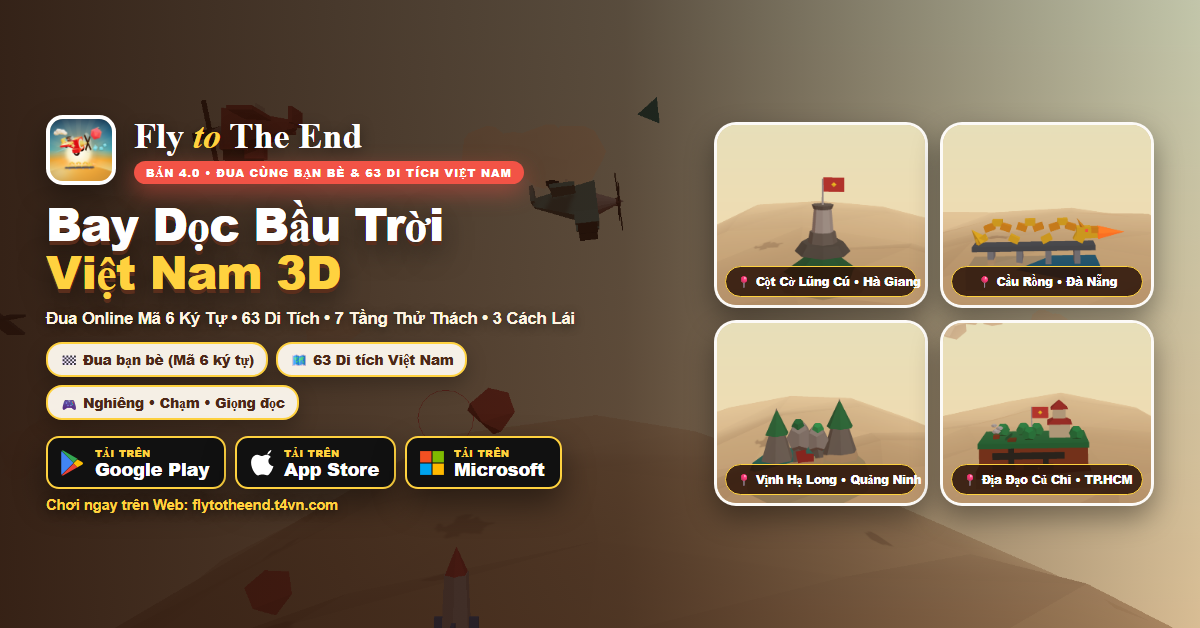 Fly to The End
BẢN 4.0 • ĐUA CÙNG BẠN BÈ & 63 DI TÍCH VIỆT NAM
Bay Dọc Bầu Trời
Việt Nam 3D
Đua Online Mã 6 Ký Tự • 63 Di Tích • 7 Tầng Thử Thách • 3 Cách Lái
Đua bạn bè (Mã 6 ký tự)
63 Di tích Việt Nam
Nghiêng • Chạm • Giọng đọc
TẢI TRÊN
Google Play
TẢI TRÊN
App Store
TẢI TRÊN
Microsoft
Chơi ngay trên Web: flytotheend.t4vn.com
Cột Cờ Lũng Cú • Hà Giang
Cầu Rồng • Đà Nẵng
Vịnh Hạ Long • Quảng Ninh
Địa Đạo Củ Chi • TP.HCM